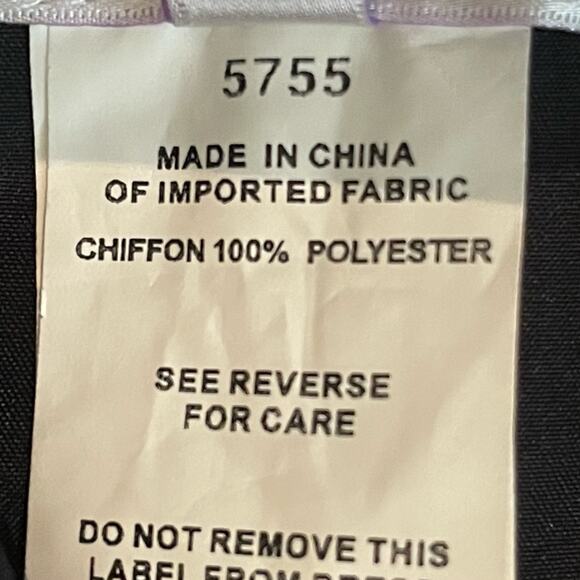 5755
MADE IN CHINA
OF IMPORTED FABRIC
CHIFFON 100% POLYESTER
SEE REVERSE
FOR CARE
DO NOT REMOVE THIS
LABEL FROM